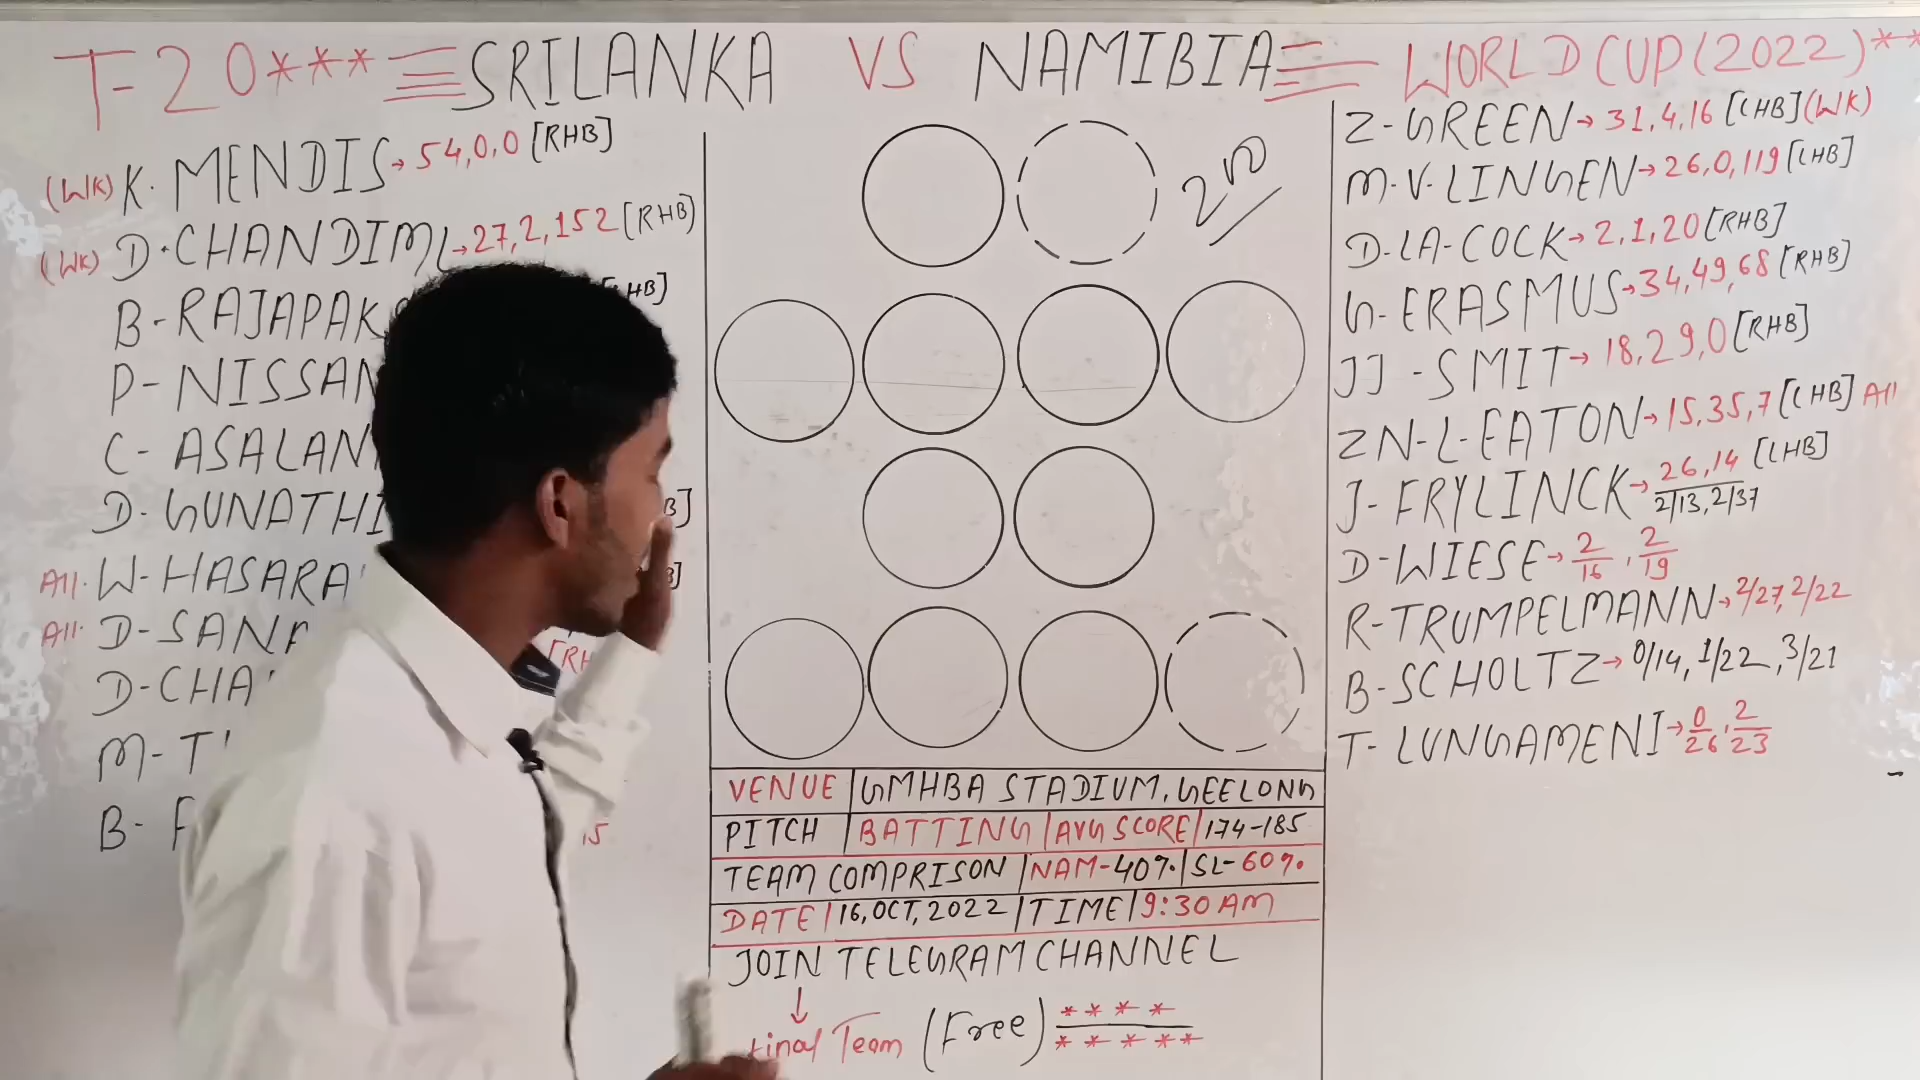 T-20*** SRILANKA VS NAMIBIA WORLD CUP (2022)**
(WK) K. MENDIS→54,0,0 [RHB]
(WK) D. CHANDIML→27,2,152 [RHB]
B-RAJAPAK HB]
P-NISSAN
C-ASALAN
D-GUNATHI B]
All. W-HASARA B]
All. D-SANA
D-CHA [RH
M-T
B- 15
210
Z-GREEN→31,4,16 [LHB] (WK)
M.V.LINGEN→26,0,119 [LHB]
D.LA-COCK→2,1,20 [RHB]
G-ERASMUS→34,49,68 [RHB]
JJ-SMIT→18,29,0 [RHB]
ZN-L-EATON→15,35,7 [LHB] All
J-FRYLINCK→26,14 [LHB]
2/13,2/37
D-WIESE→2/16,2/19
R-TRUMPELMANN→2/27,2/22
B-SCHOLTZ→0/14,1/22,3/21
T-LUNGAMENI→0/26,2/23
VENUE | GMHBA STADIUM, GEELONG
PITCH | BATTING | AVG SCORE | 174-185
TEAM COMPRISON | NAM-40% | SL-60%
DATE | 16,OCT,2022 | TIME | 9:30 AM
JOIN TELEGRAM CHANNEL
↓
final Team (Free) ****
*****